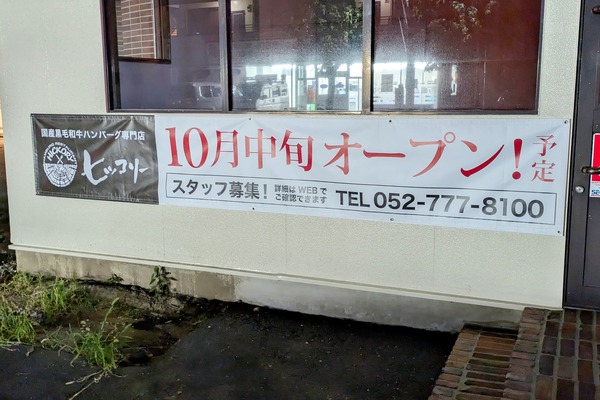 国産黒毛和牛ハンバーグ専門店
HICKORY
ヒッコリー
10月中旬オープン!予定
スタッフ募集!
詳細はWEBで
ご確認できます
TEL 052-777-8100